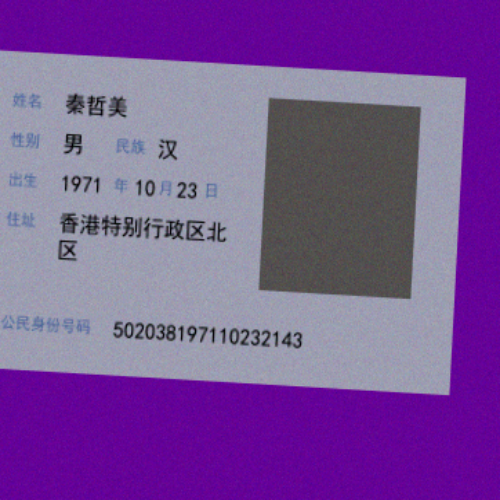 姓名 秦哲美
性别 男 民族 汉
出生 1971 年 10 月 23 日
住址 香港特别行政区北
区
公民身份号码 502038197110232143